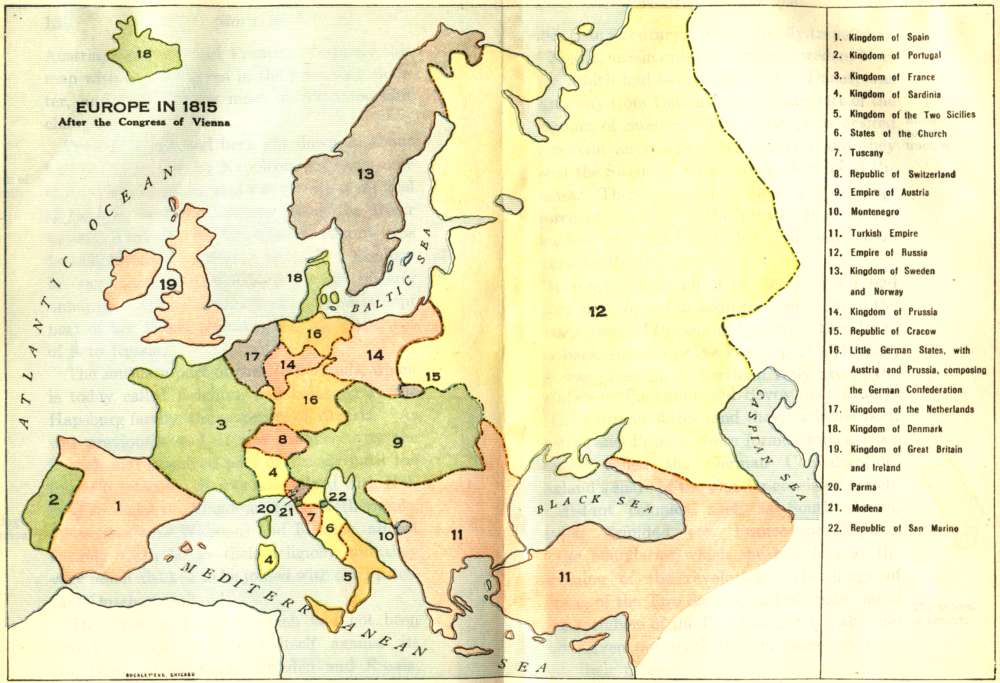 18
EUROPE IN 1815
After the Congress of Vienna
ATLANTIC OCEAN
13
19
18
BALTIC SEA
12
16
17
14
14
15
16
3
8
9
4
CASPIAN SEA
2
1
20
21
22
7
6
10
BLACK SEA
11
4
5
11
MEDITERRANEAN SEA
1. Kingdom of Spain
2. Kingdom of Portugal
3. Kingdom of France
4. Kingdom of Sardinia
5. Kingdom of the Two Sicilies
6. States of the Church
7. Tuscany
8. Republic of Switzerland
9. Empire of Austria
10. Montenegro
11. Turkish Empire
12. Empire of Russia
13. Kingdom of Sweden
and Norway
14. Kingdom of Prussia
15. Republic of Cracow
16. Little German States, with
Austria and Prussia, composing
the German Confederation
17. Kingdom of the Netherlands
18. Kingdom of Denmark
19. Kingdom of Great Britain
and Ireland
20. Parma
21. Modena
22. Republic of San Marino